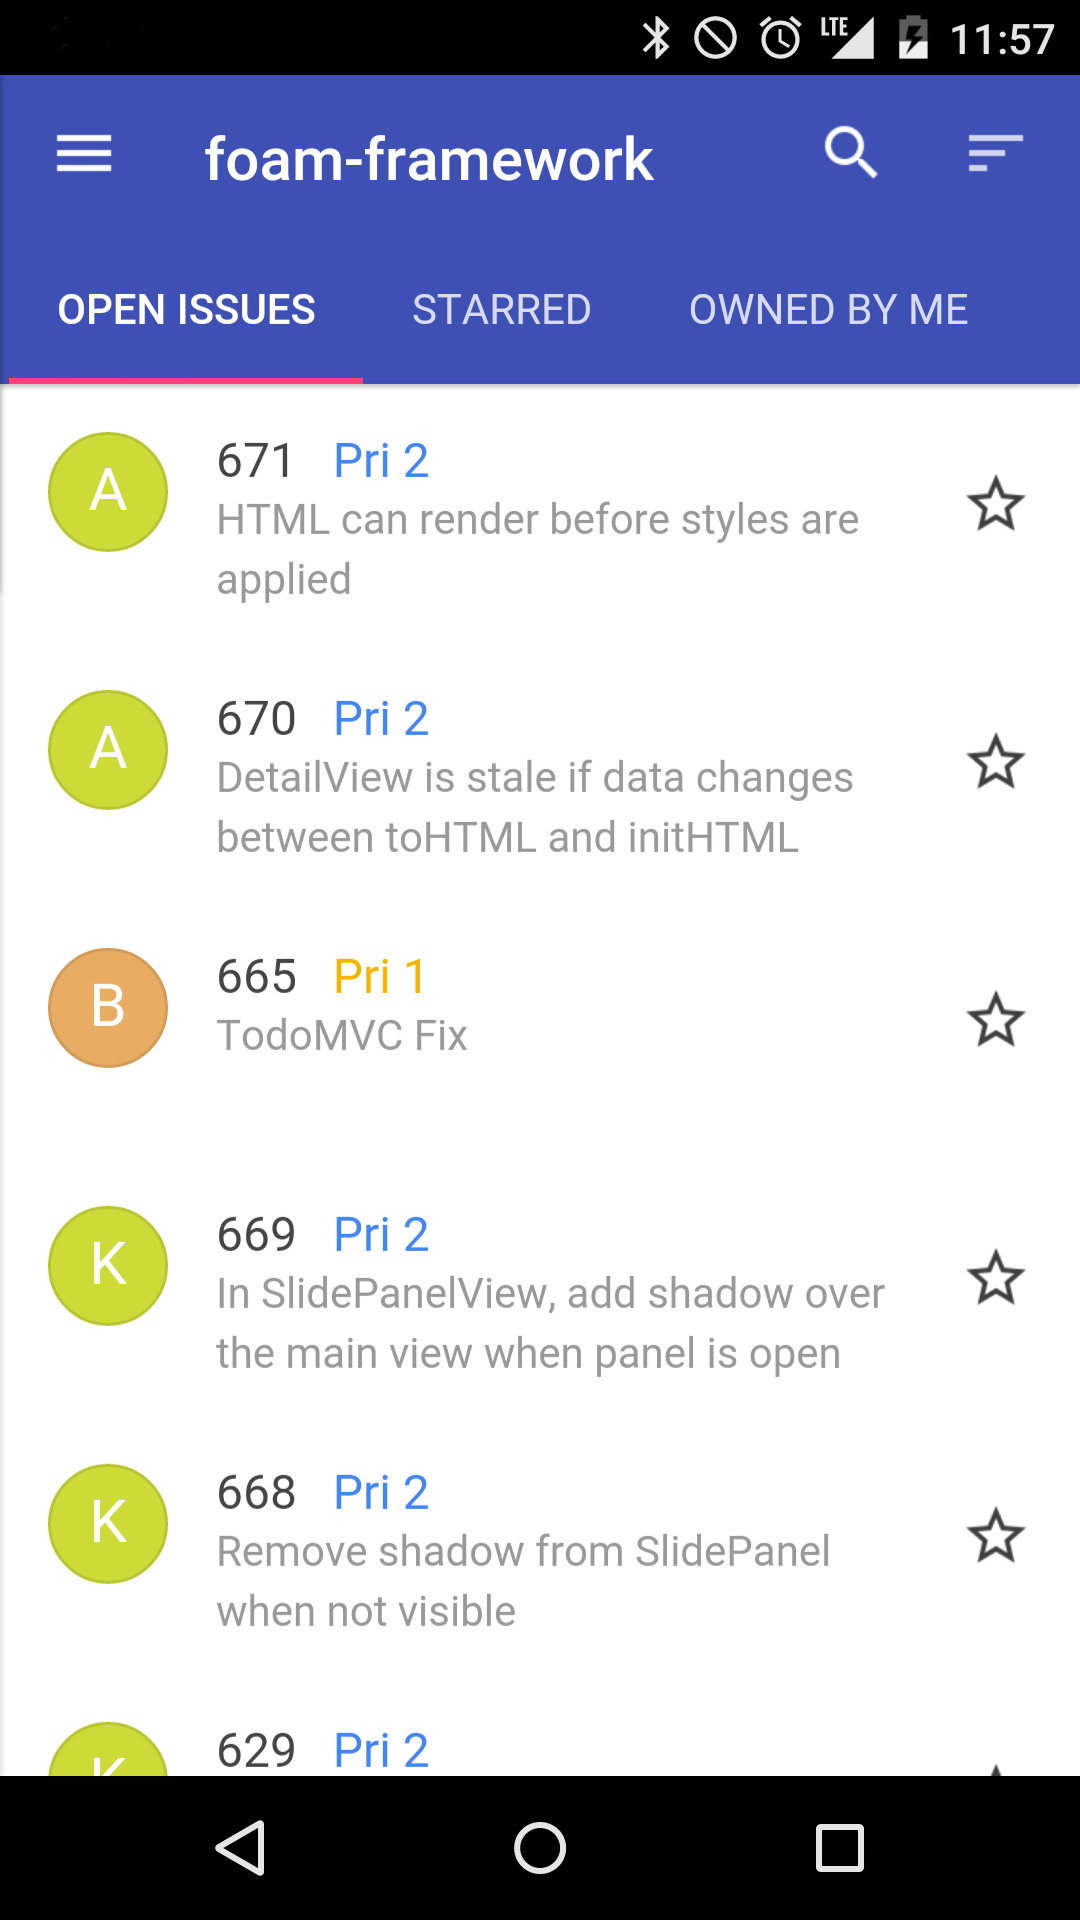 LTE 11:57
foam-framework
OPEN ISSUES STARRED OWNED BY ME
A 671 Pri 2
HTML can render before styles are
applied
A 670 Pri 2
DetailView is stale if data changes
between toHTML and initHTML
B 665 Pri 1
TodoMVC Fix
K 669 Pri 2
In SlidePanelView, add shadow over
the main view when panel is open
K 668 Pri 2
Remove shadow from SlidePanel
when not visible
K 629 Pri 2